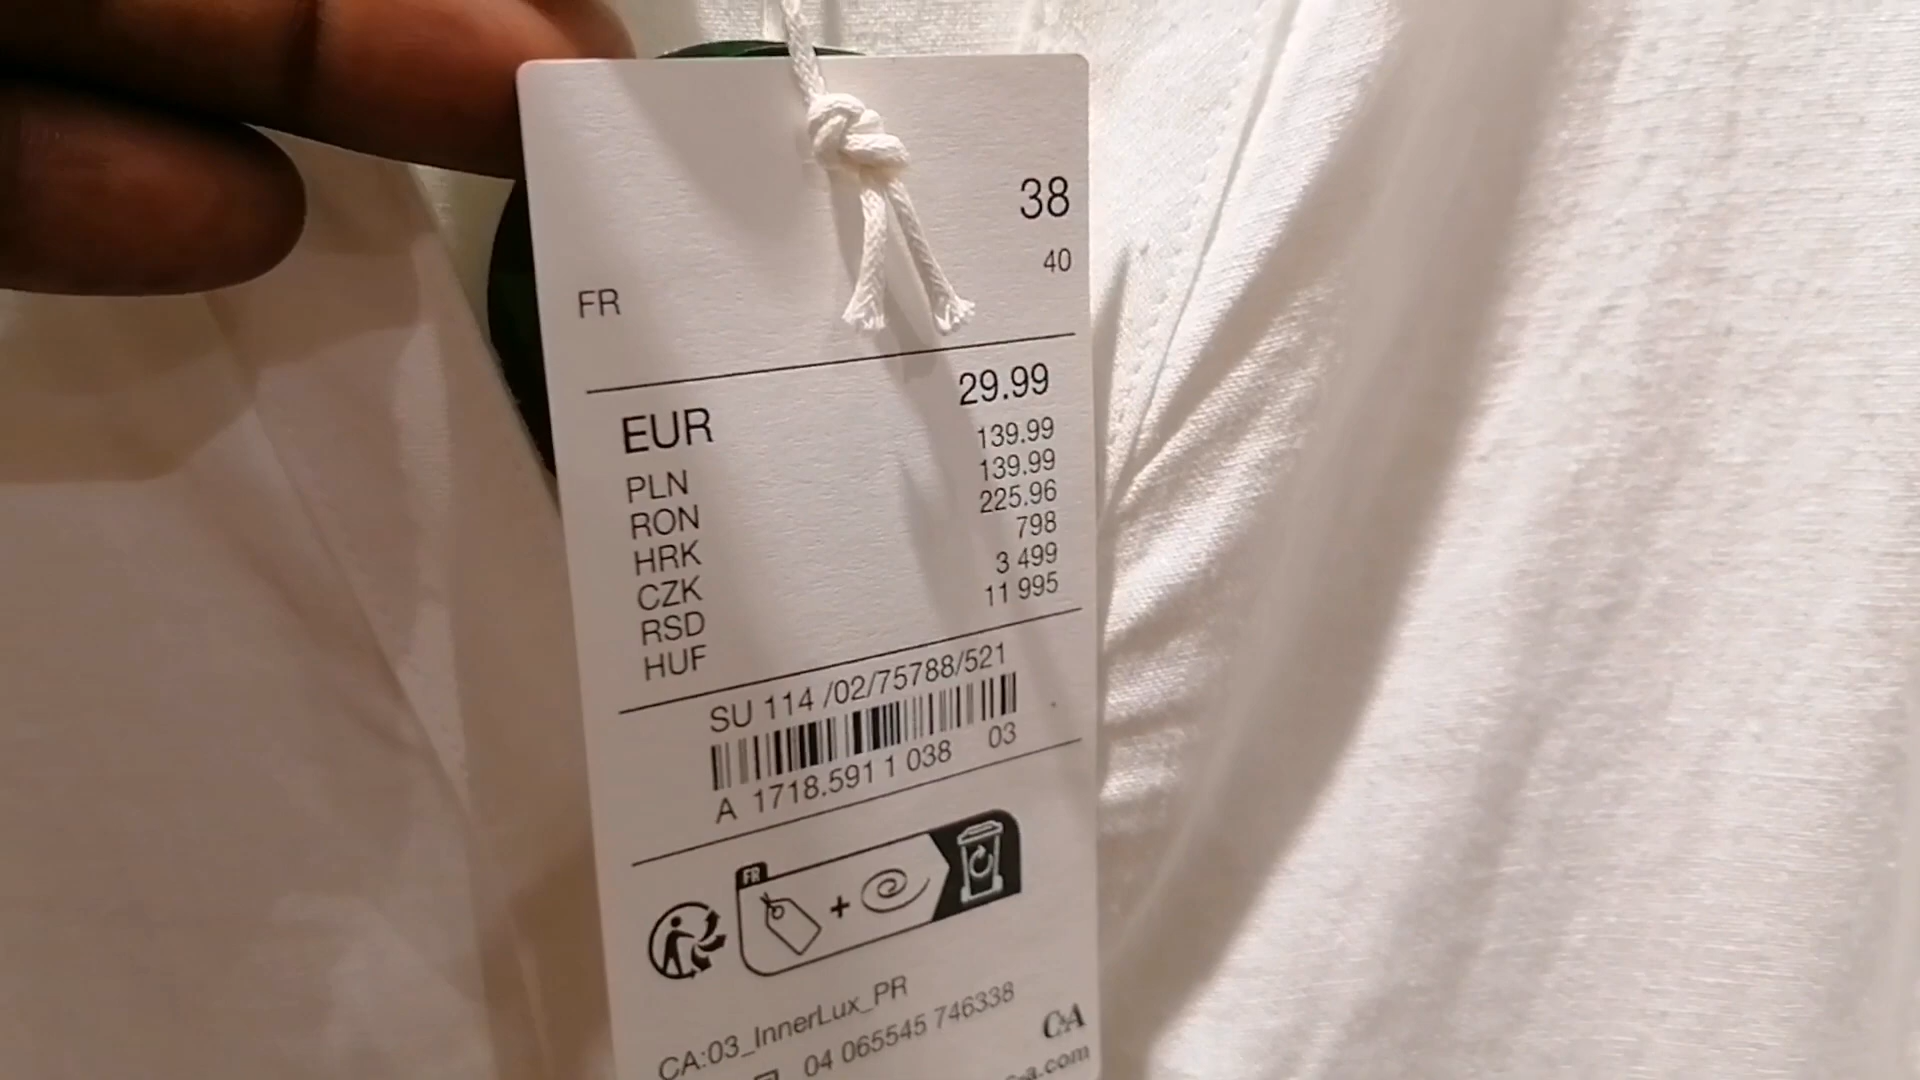 38
40
FR
EUR 29.99
PLN 139.99
RON 139.99
HRK 225.96
CZK 798
RSD 3 499
HUF 11 995
SU 114 /02/75788/521
A 1718.591 1 038 03
FR
+
CA:03_InnerLux_PR
04 065545 746338
C&A
a.com